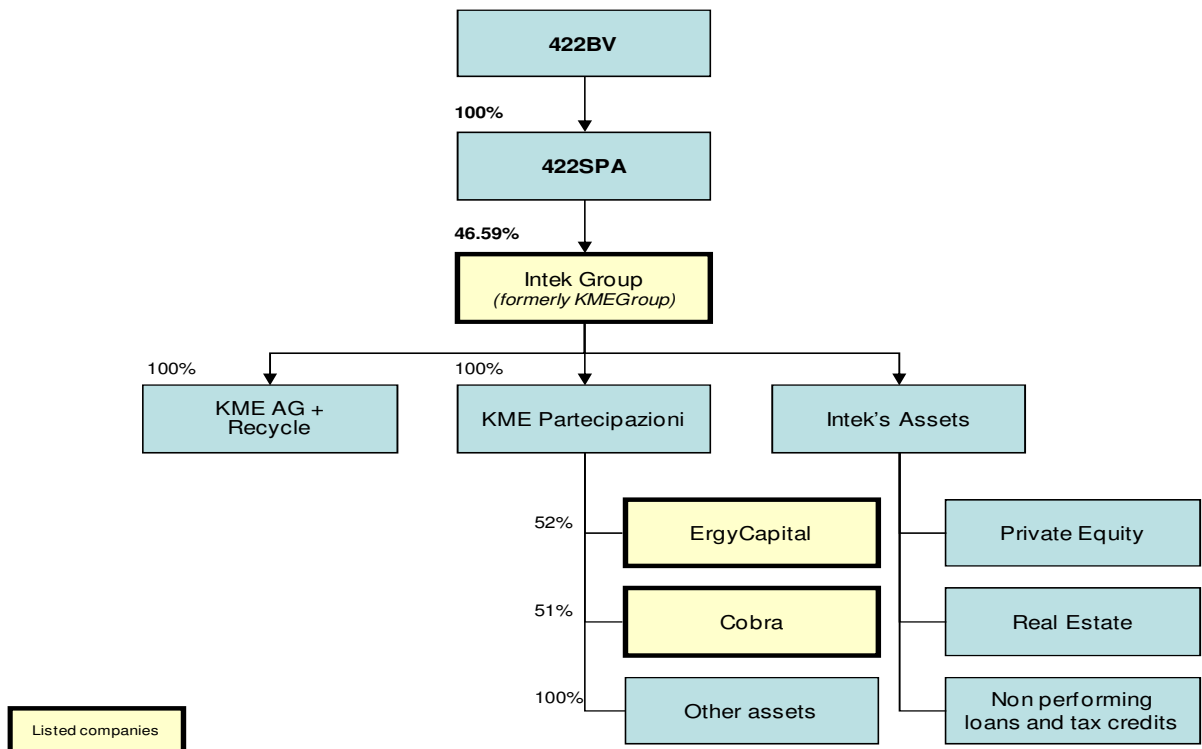 422BV
100%
422SPA
46.59%
Intek Group
(formerly KMEGroup)
100%
100%
KME AG +
Recycle
KME Partecipazioni
Intek's Assets
52%
ErgyCapital
Private Equity
51%
Cobra
Real Estate
100%
Other assets
Non performing
loans and tax credits
Listed companies